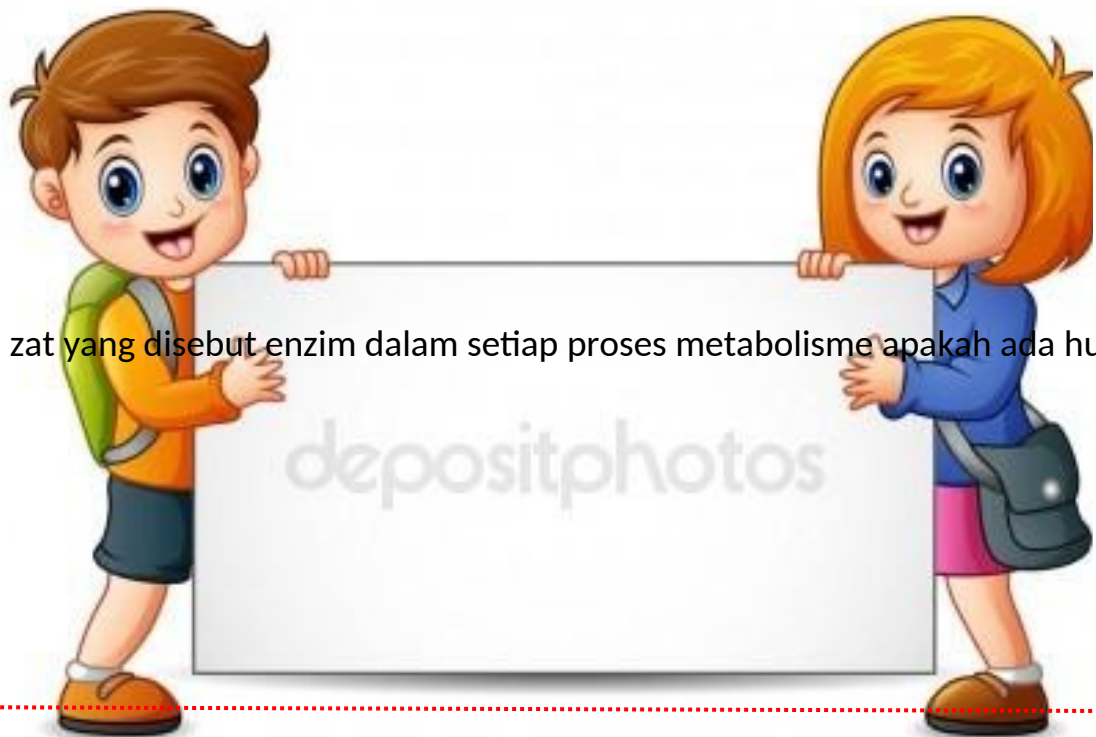 zat yang disebut enzim dalam setiap proses metabolisme apakah ada hu
depositphotos